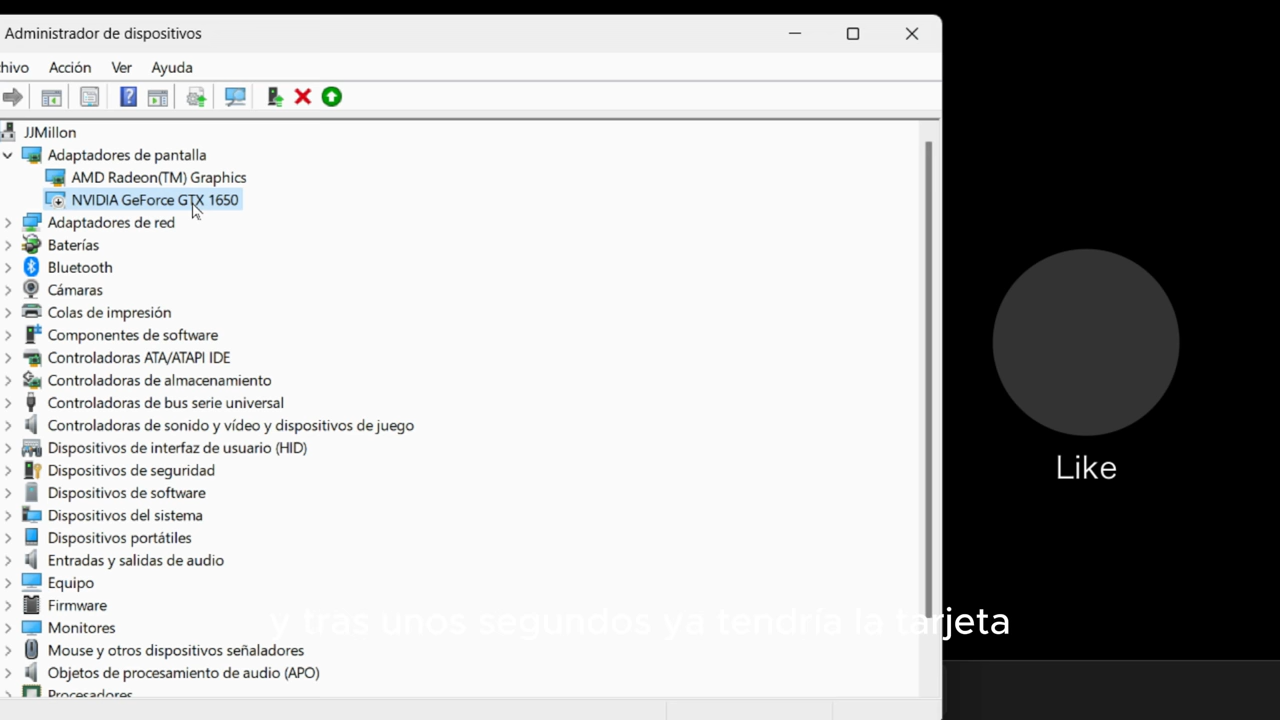 Administrador de dispositivos
hivo Acción Ver Ayuda
JJMillon
Adaptadores de pantalla
AMD Radeon(TM) Graphics
NVIDIA GeForce GTX 1650
Adaptadores de red
Baterías
Bluetooth
Cámaras
Colas de impresión
Componentes de software
Controladoras ATA/ATAPI IDE
Controladoras de almacenamiento
Controladoras de bus serie universal
Controladoras de sonido y vídeo y dispositivos de juego
Dispositivos de interfaz de usuario (HID)
Dispositivos de seguridad
Dispositivos de software
Dispositivos del sistema
Dispositivos portátiles
Entradas y salidas de audio
Equipo
Firmware
Monitores
Mouse y otros dispositivos señaladores
Objetos de procesamiento de audio (APO)
Procesadores
Like
y tras unos segundos ya tendría la tarjeta